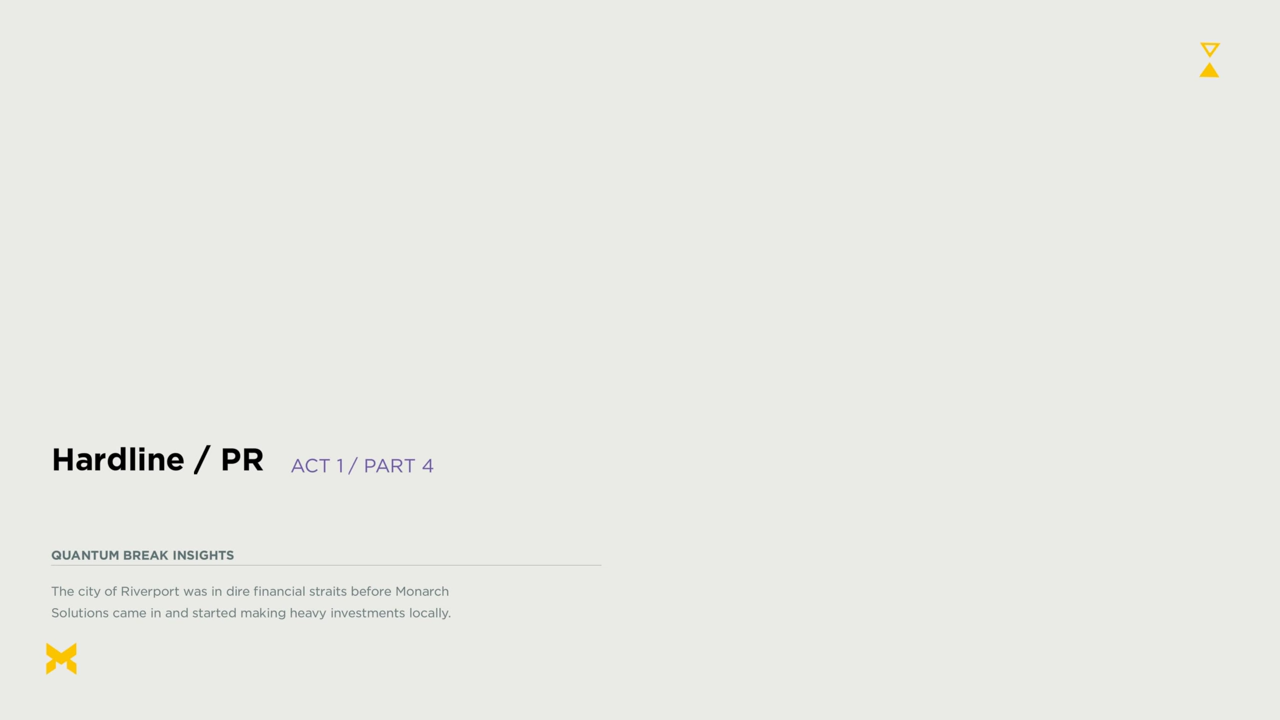 Hardline / PR ACT 1 / PART 4
QUANTUM BREAK INSIGHTS
The city of Riverport was in dire financial straits before Monarch
Solutions came in and started making heavy investments locally.